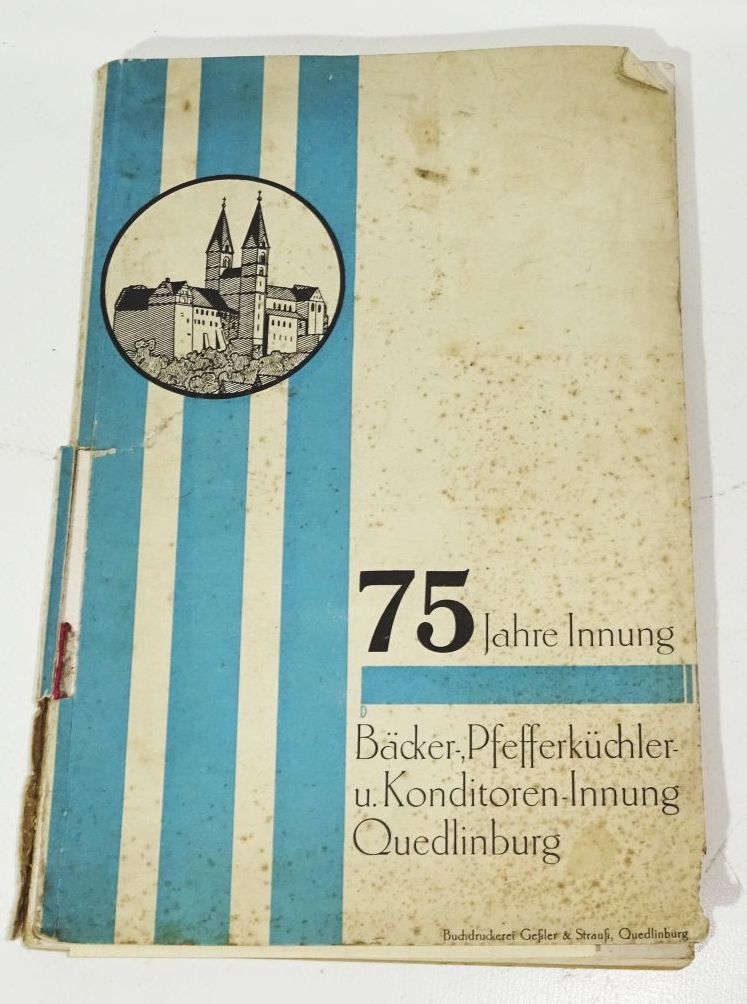 75 Jahre Innung
D
Bäcker-, Pfefferküchler-
u. Konditoren-Innung
Quedlinburg
Buchdruckerei Geßler & Strauß, Quedlinburg